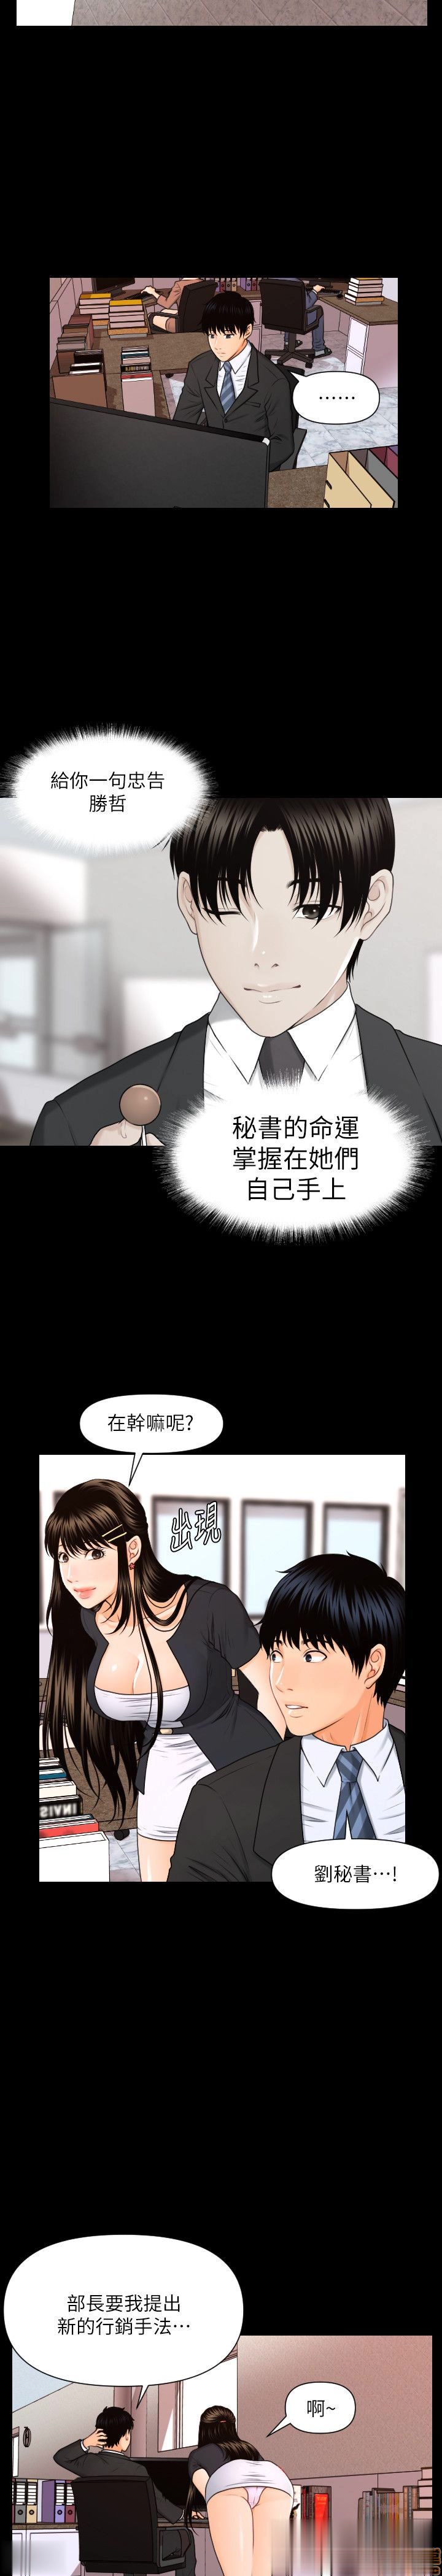 ……
給你一句忠告
勝哲
秘書的命運
掌握在她們
自己手上
在幹嘛呢?
出現
劉秘書…!
部長要我提出
新的行銷手法…
啊~